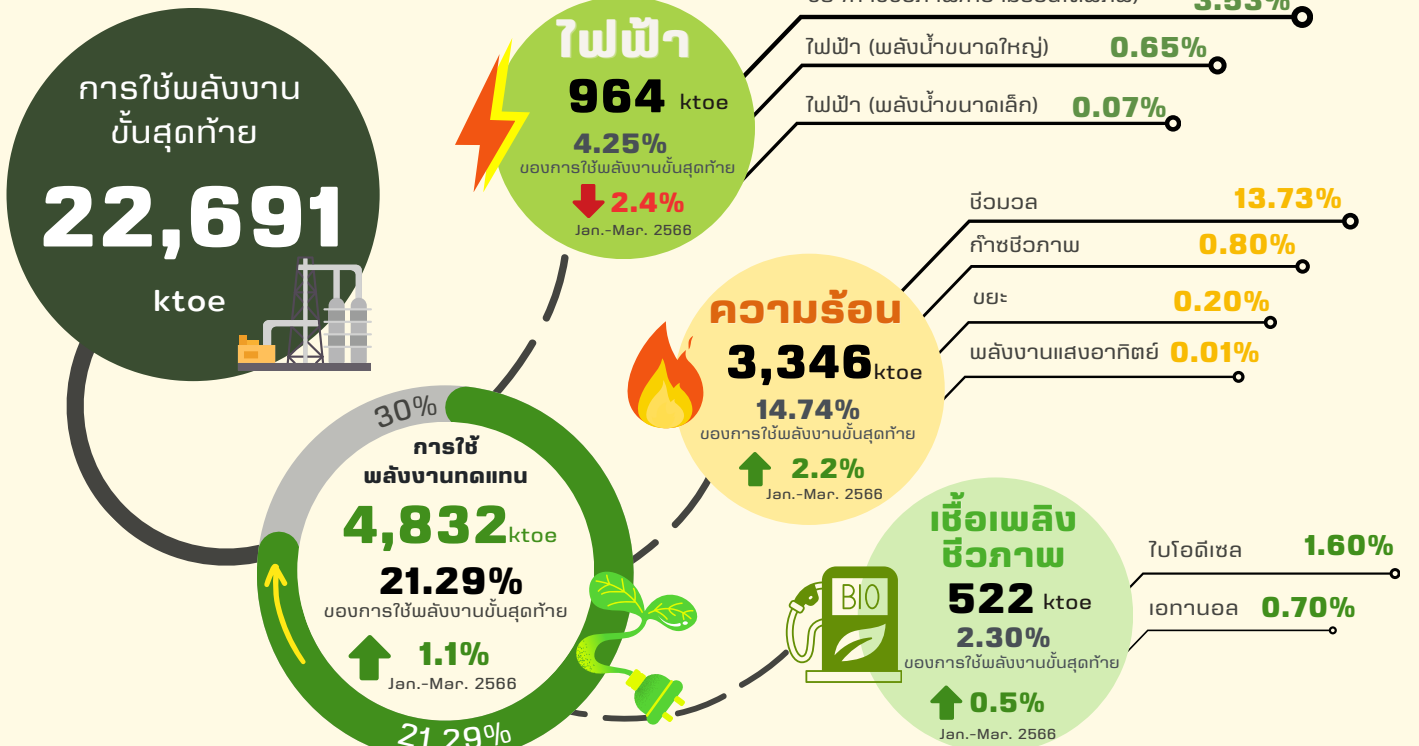 การใช้พลังงาน
ขั้นสุดท้าย
22,691
ktoe
ไฟฟ้า
964 ktoe
4.25%
ของการใช้พลังงานขั้นสุดท้าย
2.4%
Jan.-Mar. 2566
3.53%
ไฟฟ้า (พลังน้ำขนาดใหญ่) 0.65%
ไฟฟ้า (พลังน้ำขนาดเล็ก) 0.07%
ความร้อน
3,346 ktoe
14.74%
ของการใช้พลังงานขั้นสุดท้าย
2.2%
Jan.-Mar. 2566
ชีวมวล 13.73%
ก๊าซชีวภาพ 0.80%
ขยะ 0.20%
พลังงานแสงอาทิตย์ 0.01%
30%
การใช้
พลังงานทดแทน
4,832 ktoe
21.29%
ของการใช้พลังงานขั้นสุดท้าย
1.1%
Jan.-Mar. 2566
21.29%
BIO
เชื้อเพลิง
ชีวภาพ
522 ktoe
2.30%
ของการใช้พลังงานขั้นสุดท้าย
0.5%
Jan.-Mar. 2566
ไบโอดีเซล 1.60%
เอทานอล 0.70%